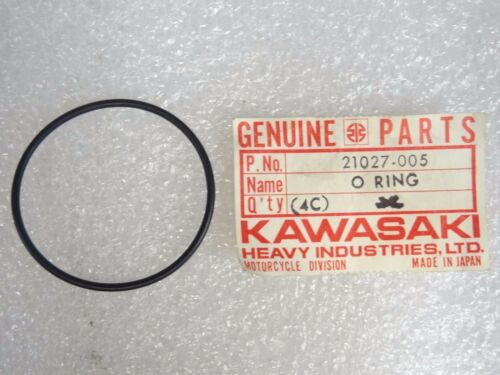 GENUINE PARTS
P.No. 21027-005
Name O RING
Q'ty (4C)
KAWASAKI
HEAVY INDUSTRIES, LTD.
MOTORCYCLE DIVISION MADE IN JAPAN